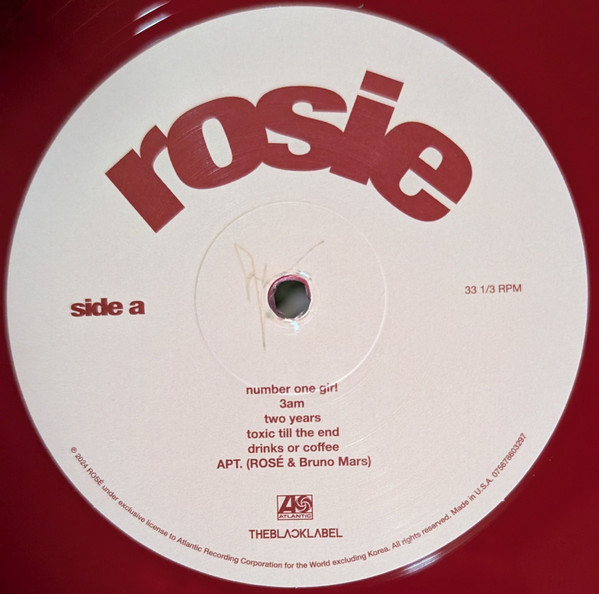 rosie
side a
33 1/3 RPM
number one girl
3am
two years
toxic till the end
drinks or coffee
APT. (ROSÉ & Bruno Mars)
ATLANTIC
THEBLACKLABEL
℗ 2024 ROSÉ under exclusive license to Atlantic Recording Corporation for the World excluding Korea. All rights reserved. Made in U.S.A. 075678603297